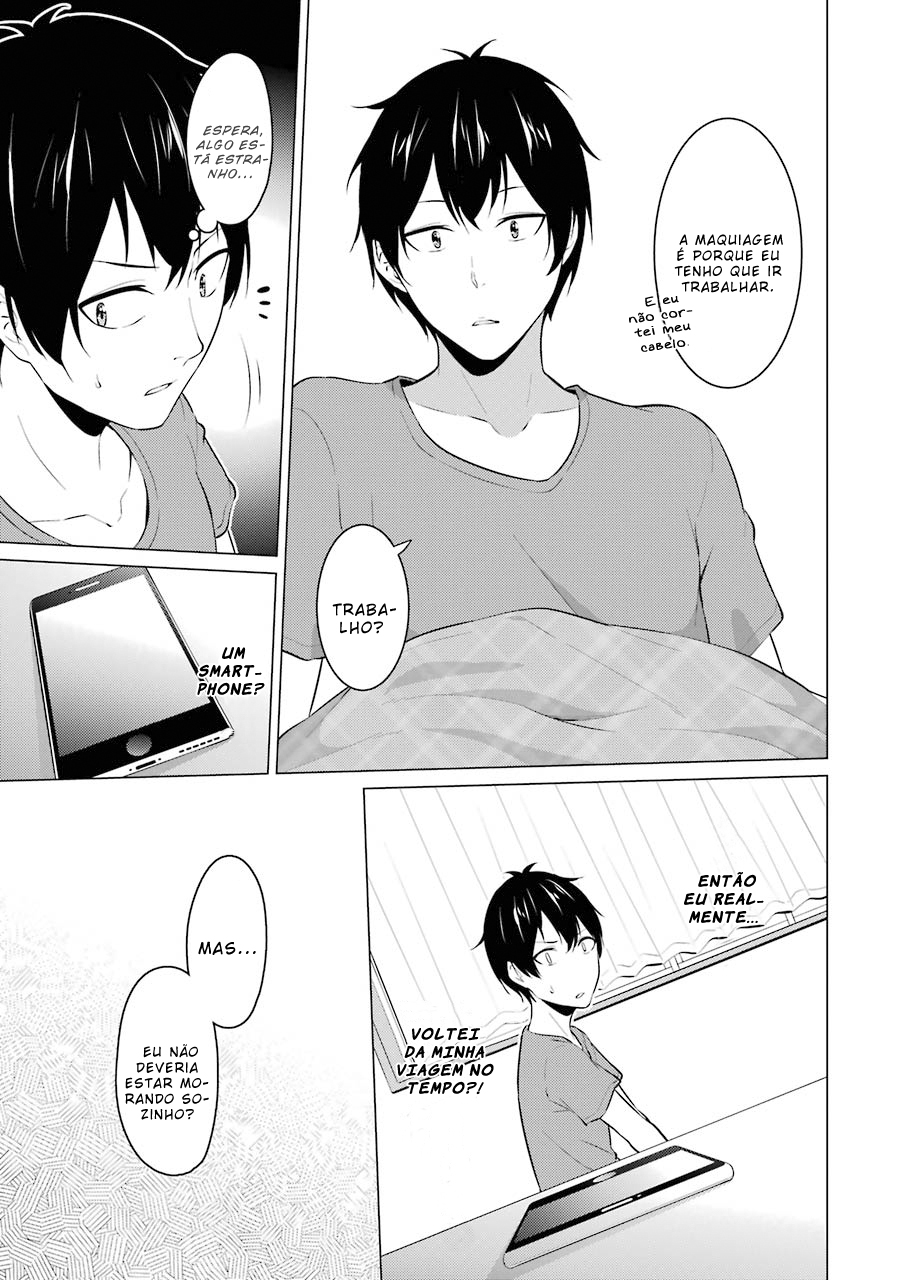 A MAQUIAGEM
É PORQUE EU
TENHO QUE IR
TRABALHAR.
E eu
não cor-
tei meu
cabelo.
TRABA-
LHO?
ESPERA,
ALGO ES-
TÃ ESTRA-
NHO...
UM
SMART-
PHONE?
ENTÃO
EU REAL-
MENTE...
VOLTEI
DA MINHA
VIAGEM NO
TEMPO?!
MAS...
EU NÃO
DEVERIA
ESTAR MO-
RANDO SO-
ZINHO?